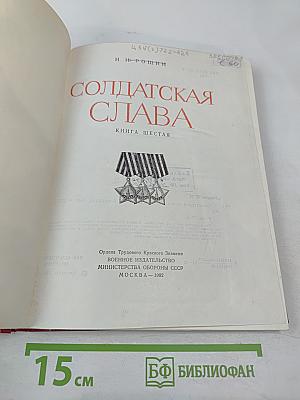 И. И. РОЩИН
СОЛДАТСКАЯ
СЛАВА
КНИГА ШЕСТАЯ
Ордена Трудового Красного Знамени
ВОЕННОЕ ИЗДАТЕЛЬСТВО
МИНИСТЕРСТВА ОБОРОНЫ СССР
МОСКВА — 1982
15 см
БФ БИБЛИОФАН